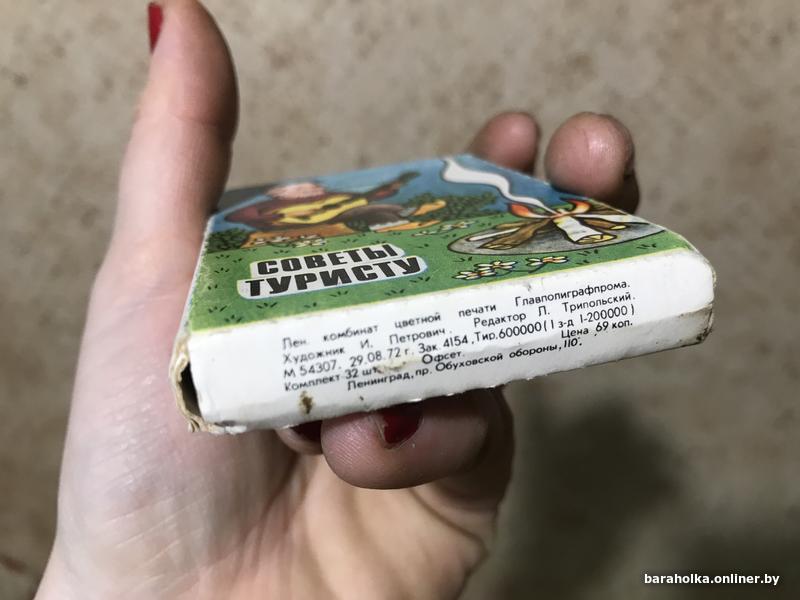 СОВЕТЫ
ТУРИСТУ
Лен. комбинат цветной печати Главполиграфпрома.
Художник И. Петрович. Редактор Л. Трипольский.
М 54307. 29.08.72 г. Зак. 4154, Тир. 600000 ( I з-д 1-200000 )
Комплект 32 шт. Офсет. Цена 69 коп.
Ленинград, пр. Обуховской обороны, 110.
baraholka.onliner.by